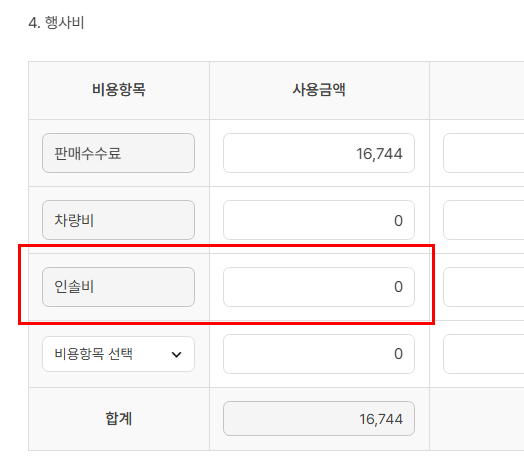 4. 행사비
비용항목 사용금액
판매수수료 16,744
차량비 0
인솔비 0
비용항목 선택 0
합계 16,744